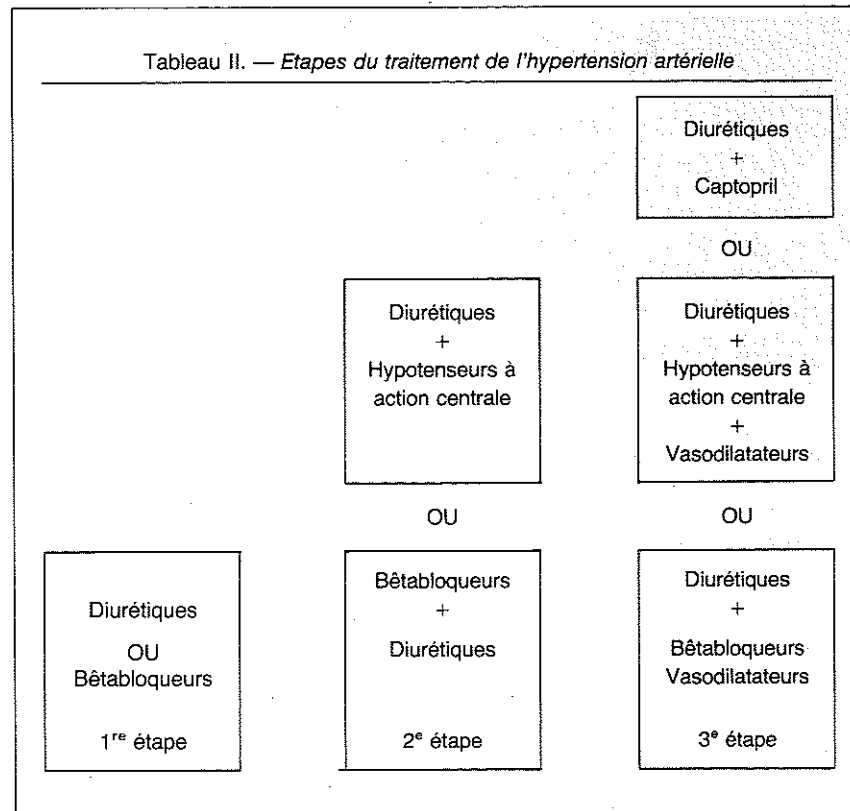 Tableau II. — Etapes du traitement de l'hypertension artérielle
Diurétiques
+
Captopril
OU
Diurétiques
+
Hypotenseurs à
action centrale
Diurétiques
+
Hypotenseurs à
action centrale
+
Vasodilatateurs
OU
OU
Diurétiques
OU
Bêtabloqueurs
1re étape
Bêtabloqueurs
+
Diurétiques
2e étape
Diurétiques
+
Bêtabloqueurs
Vasodilatateurs
3e étape